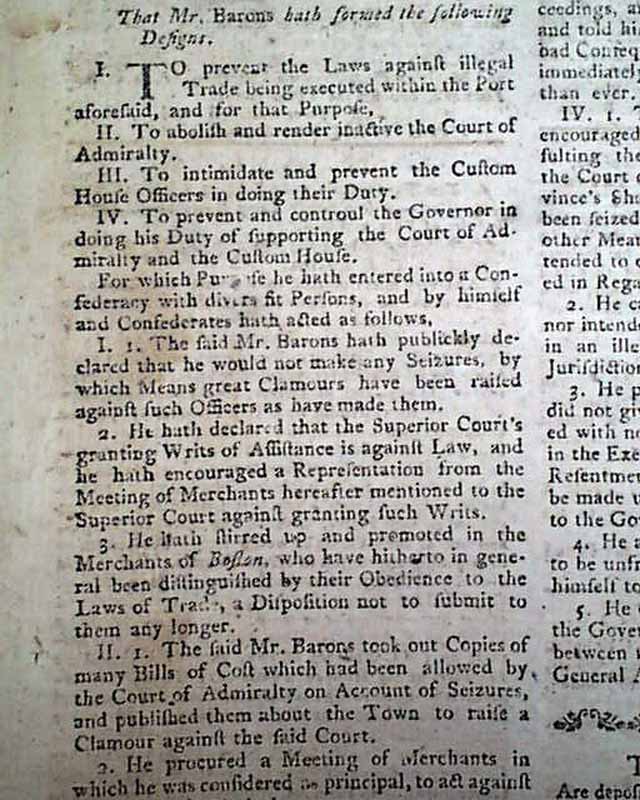 That Mr. Barons hath formed the following
Deſigns.
I. TO prevent the Laws againſt illegal
Trade being executed within the Port
aforeſaid, and for that Purpoſe,
II. To aboliſh and render inactive the Court of
Admiralty.
III. To intimidate and prevent the Cuſtom
Houſe Officers in doing their Duty.
IV. To prevent and controul the Governor in
doing his Duty of ſupporting the Court of Ad-
miralty and the Cuſtom Houſe.
For which Purpoſe he hath entered into a Con-
federacy with divers fit Perſons, and by himſelf
and Confederates hath acted as follows,
I. 1. The ſaid Mr. Barons hath publickly de-
clared that he would not make any Seizures, by
which Means great Clamours have been raiſed
againſt ſuch Officers as have made them.
2. He hath declared that the Superior Court's
granting Writs of Aſſiſtance is againſt Law, and
he hath encouraged a Repreſentation from the
Meeting of Merchants hereafter mentioned to the
Superior Court againſt granting ſuch Writs.
3. He hath ſtirred up and promoted in the
Merchants of Boſton, who have hitherto in gene-
ral been diſtinguiſhed by their Obedience to the
Laws of Trade, a Diſpoſition not to ſubmit to
them any longer.
II. 1. The ſaid Mr. Barons took out Copies of
many Bills of Coſt which had been allowed by
the Court of Admiralty on Account of Seizures,
and publiſhed them about the Town to raiſe a
Clamour againſt the ſaid Court.
2. He procured a Meeting of Merchants in
which he was conſidered as principal, to act againſt
ceedings, a
and told hi
bad Conſeq
immediatel
than ever.
IV. 1.
encouraged
ſulting the
the Court
vince's Sh
been ſeized
other Mea
tended to
ed in Rega
2. He c
nor intend
in an ille
Juriſdiction
3. He p
did not gi
ed with n
in the Exe
Reſentme
be made
to the Go
4. He a
to be unfr
himſelf to
5. He
the Gover
between
General A
T
Are depoſ